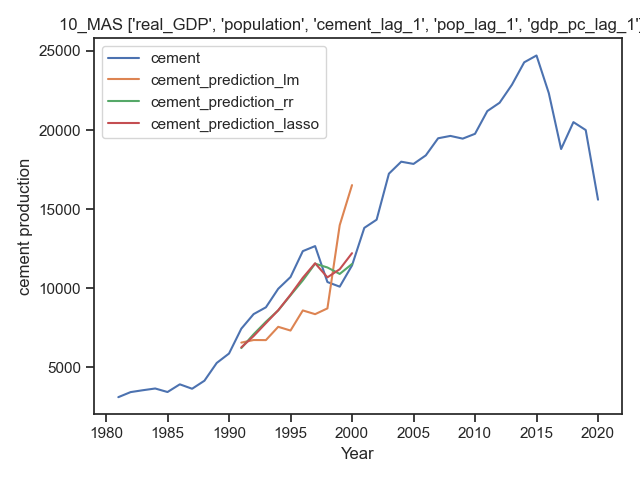 10_MAS ['real_GDP', 'population', 'cement_lag_1', 'pop_lag_1', 'gdp_pc_lag_1']
cement
cement_prediction_lm
cement_prediction_rr
cement_prediction_lasso
cement production
25000
20000
15000
10000
5000
1980 1985 1990 1995 2000 2005 2010 2015 2020
Year